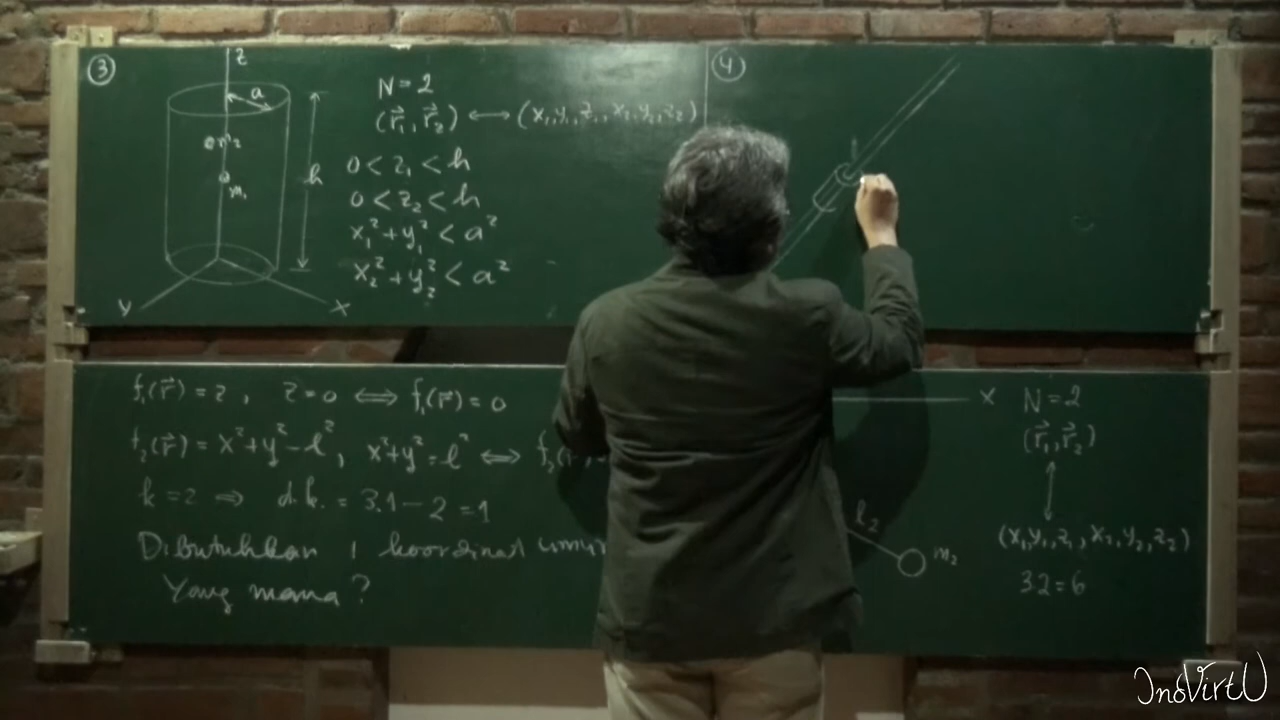 ③
z
a
m₂
m₁
h
y
x
N = 2
(r⃗₁, r⃗₂) ⟷ (x₁, y₁, z₁, x₂, y₂, z₂)
0 < z₁ < h
0 < z₂ < h
x₁² + y₁² < a²
x₂² + y₂² < a²
④
f₁(r⃗) = z, z = 0 ⟺ f₁(r⃗) = 0
f₂(r⃗) = x² + y² − l², x² + y² = l² ⟺
k = 2 ⇒ d.k. = 3.1 − 2 = 1
Dibutuhkan 1 koordinat
Yang mana?
x
l₂
m₂
N = 2
(r⃗₁, r⃗₂)
(x₁, y₁, z₁, x₂, y₂, z₂)
3.2 = 6
InoVirtU